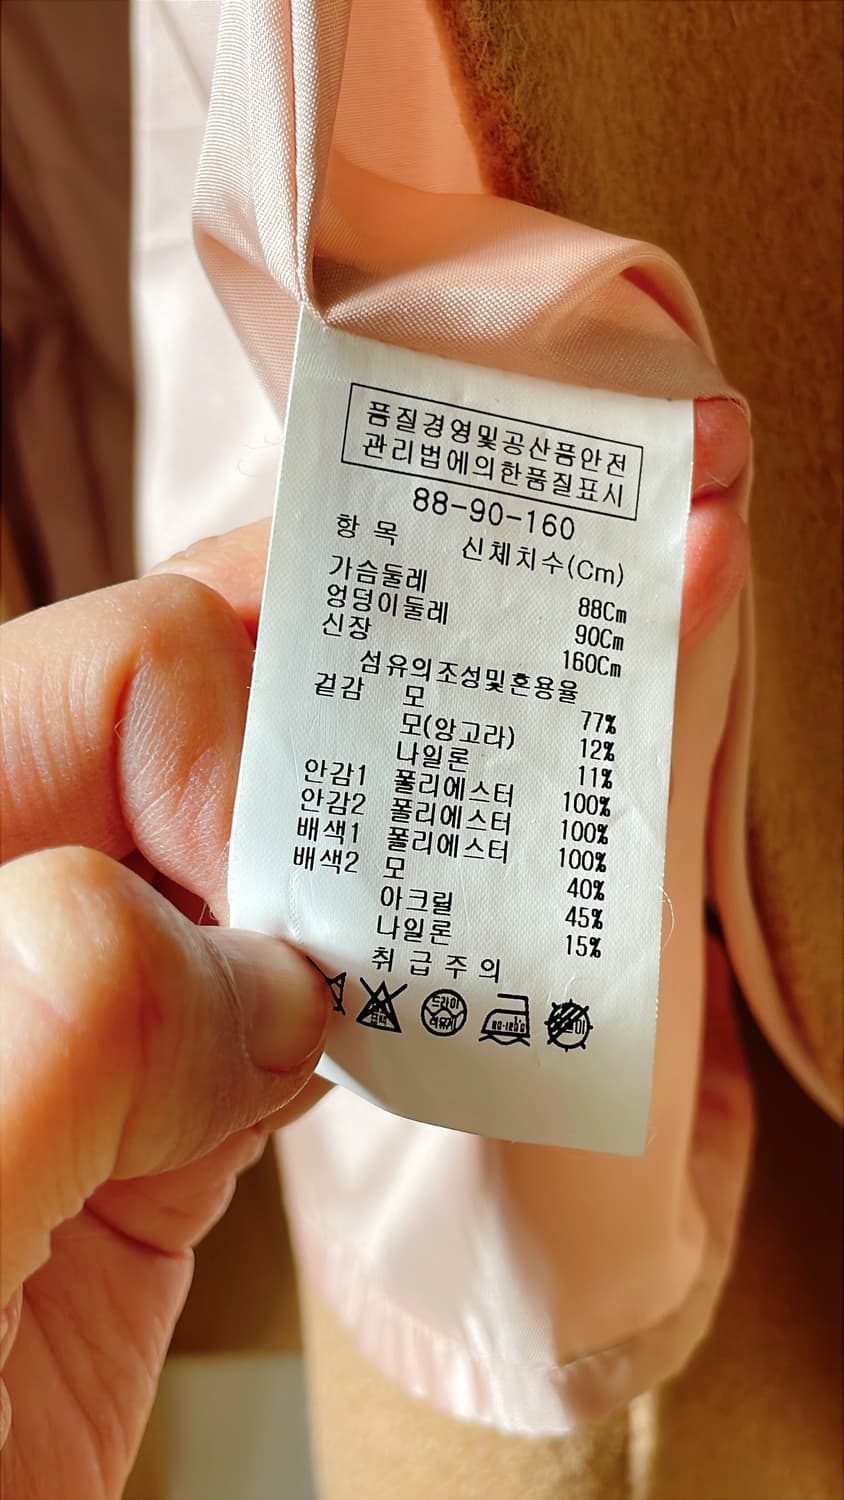 품질경영및공산품안전
관리법에의한품질표시
88-90-160
항 목 신체치수(Cm)
가슴둘레 88Cm
엉덩이둘레 90Cm
신장 160Cm
섬유의조성및혼용율
겉감 모 77%
모(앙고라) 12%
나일론 11%
안감1 폴리에스터 100%
안감2 폴리에스터 100%
배색1 폴리에스터 100%
배색2 모 40%
아크릴 45%
나일론 15%
취 급 주 의
드라이